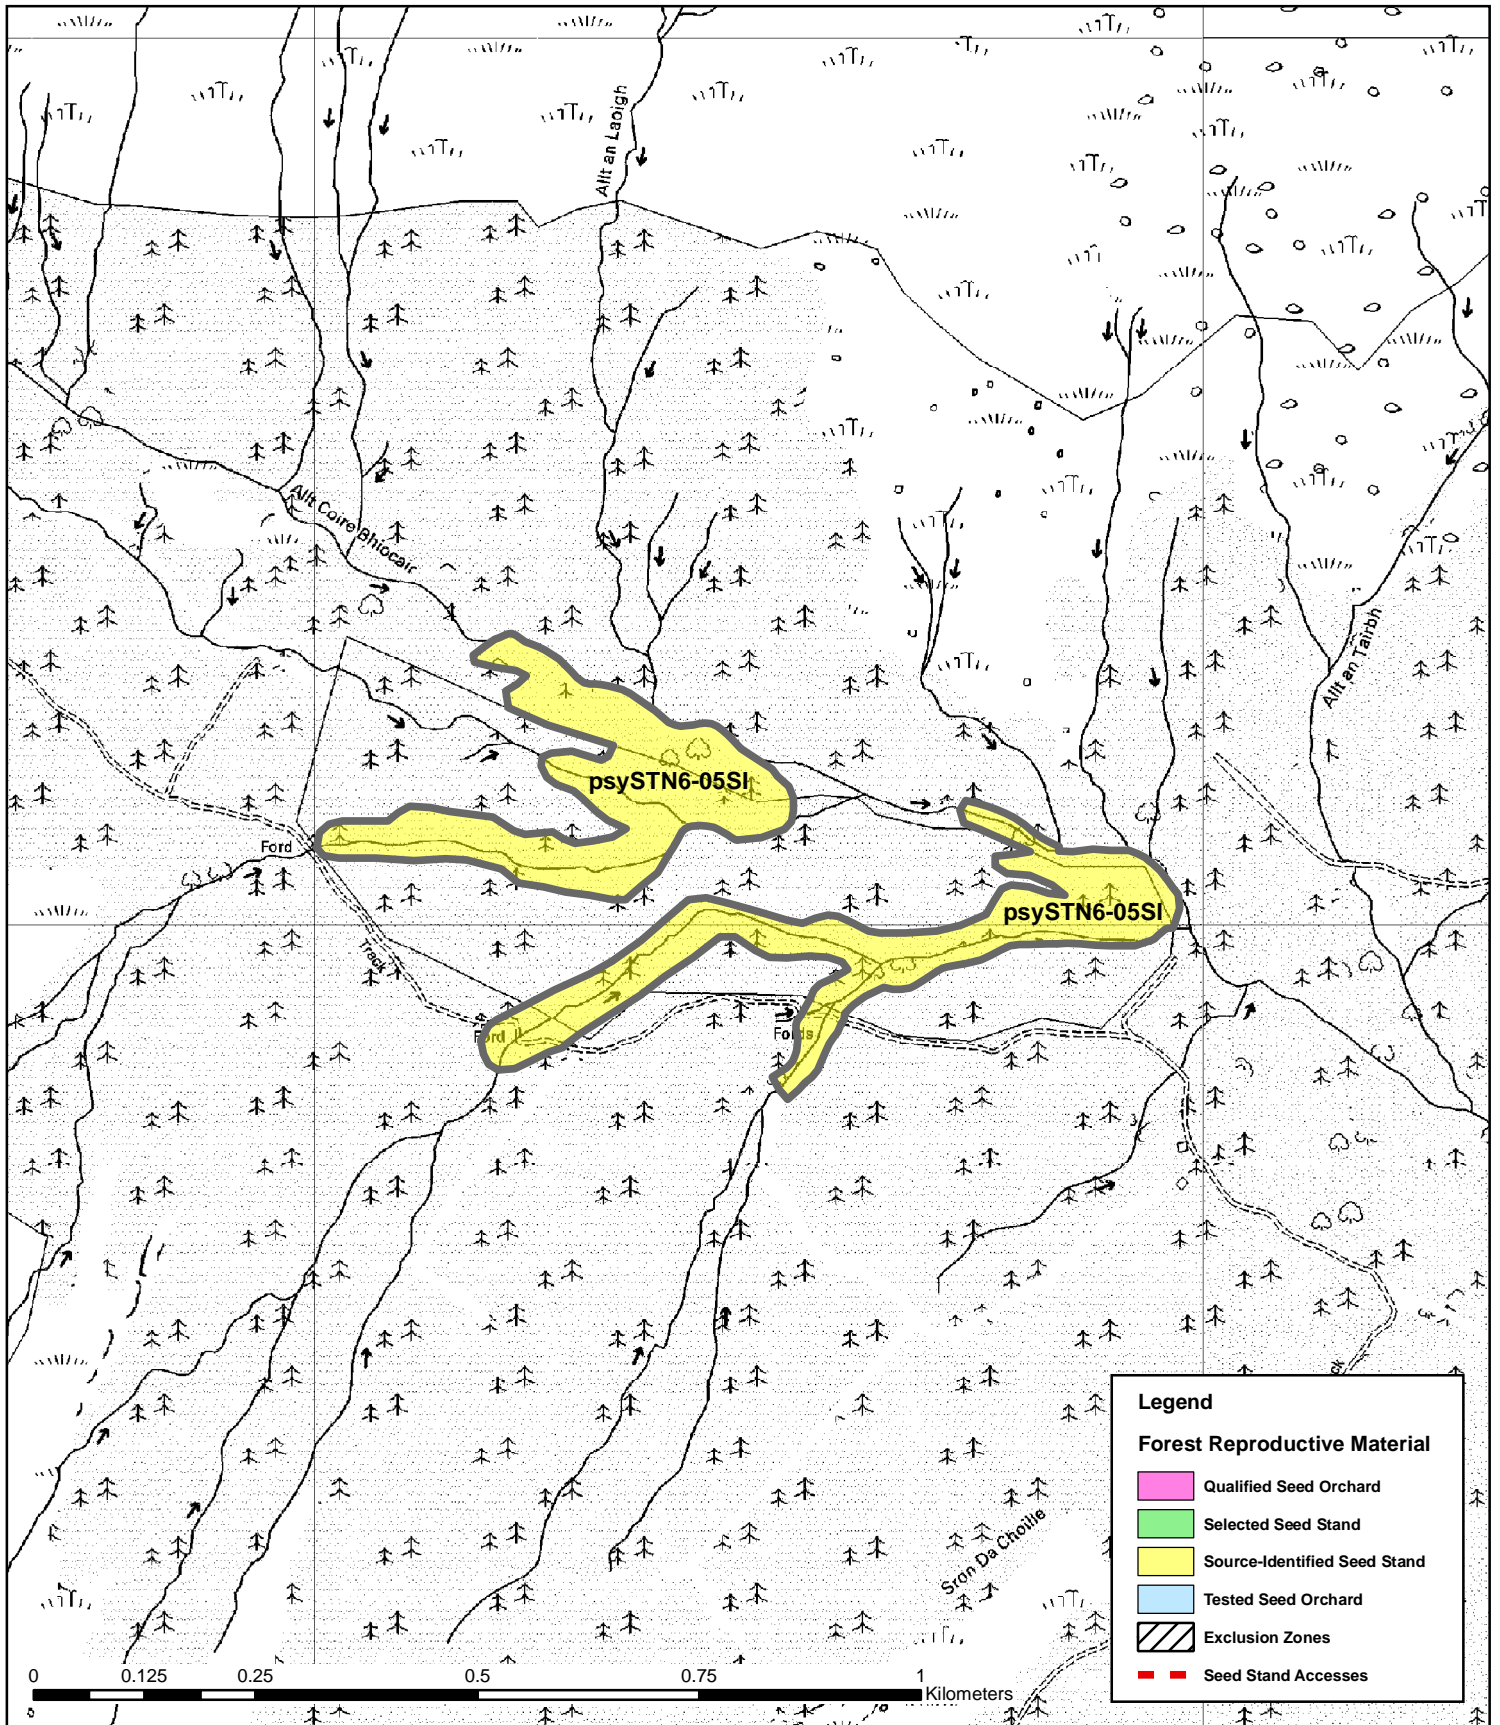 Allt an Laoigh
Allt Coire Bhiocair
Allt an Tairbh
psySTN6-05SI
Ford
psySTN6-05SI
Track
Ford
Fords
Sron Da Choilie
Legend
Forest Reproductive Material
Qualified Seed Orchard
Selected Seed Stand
Source-Identified Seed Stand
Tested Seed Orchard
Exclusion Zones
Seed Stand Accesses
0 0.125 0.25 0.5 0.75 1
Kilometers